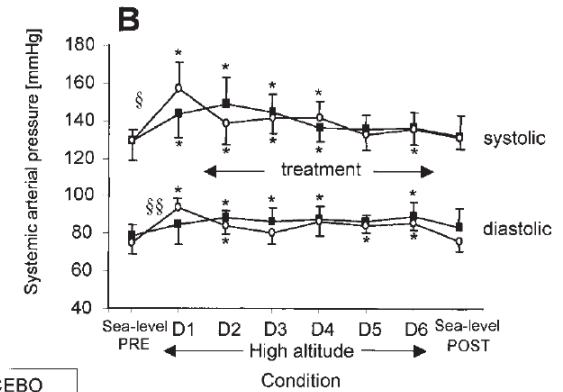 B
Systemic arterial pressure [mmHg]
180
160
140
120
100
80
60
40
* * * *
§
* * * * *
systolic
treatment
* * * * *
§§
* * *
diastolic
Sea-level PRE D1 D2 D3 D4 D5 D6 Sea-level POST
High altitude
Condition
CEBO